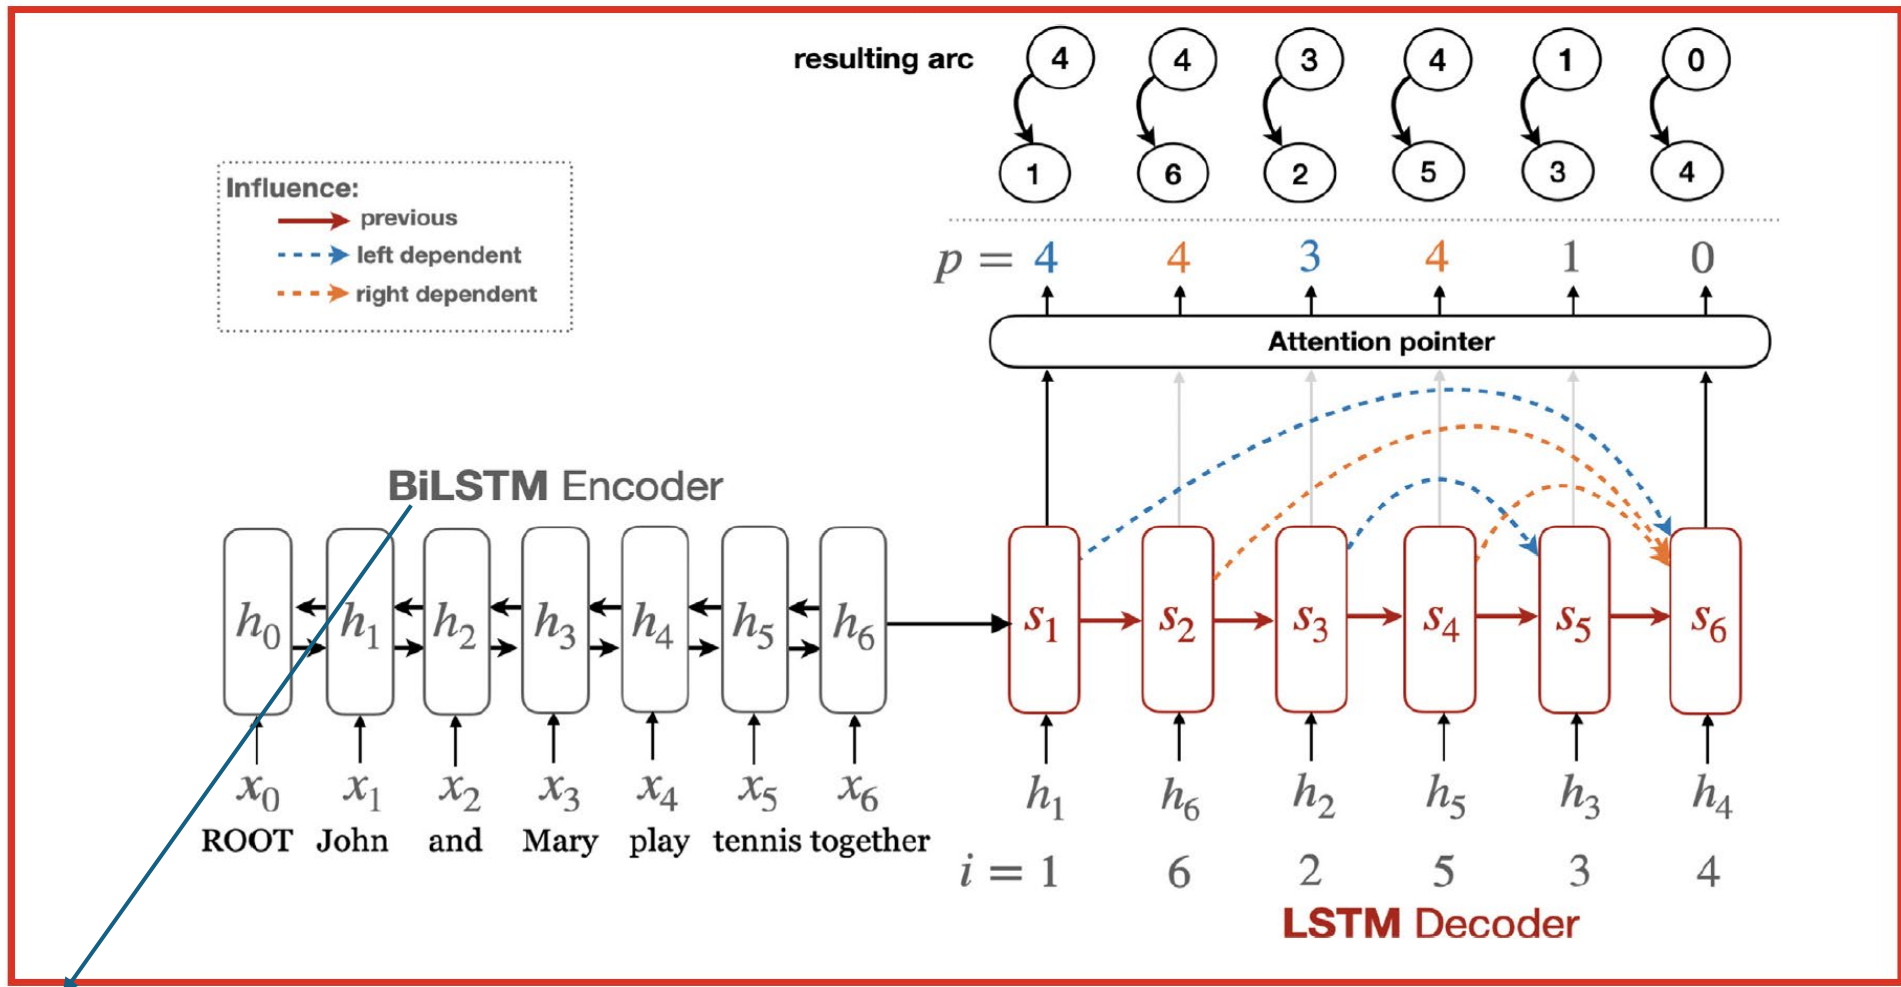 resulting arc 4 4 3 4 1 0
1 6 2 5 3 4
Influence:
previous
left dependent
right dependent
p = 4 4 3 4 1 0
Attention pointer
BiLSTM Encoder
h₀ h₁ h₂ h₃ h₄ h₅ h₆
s₁ s₂ s₃ s₄ s₅ s₆
x₀ x₁ x₂ x₃ x₄ x₅ x₆
ROOT John and Mary play tennis together
h₁ h₆ h₂ h₅ h₃ h₄
i = 1 6 2 5 3 4
LSTM Decoder